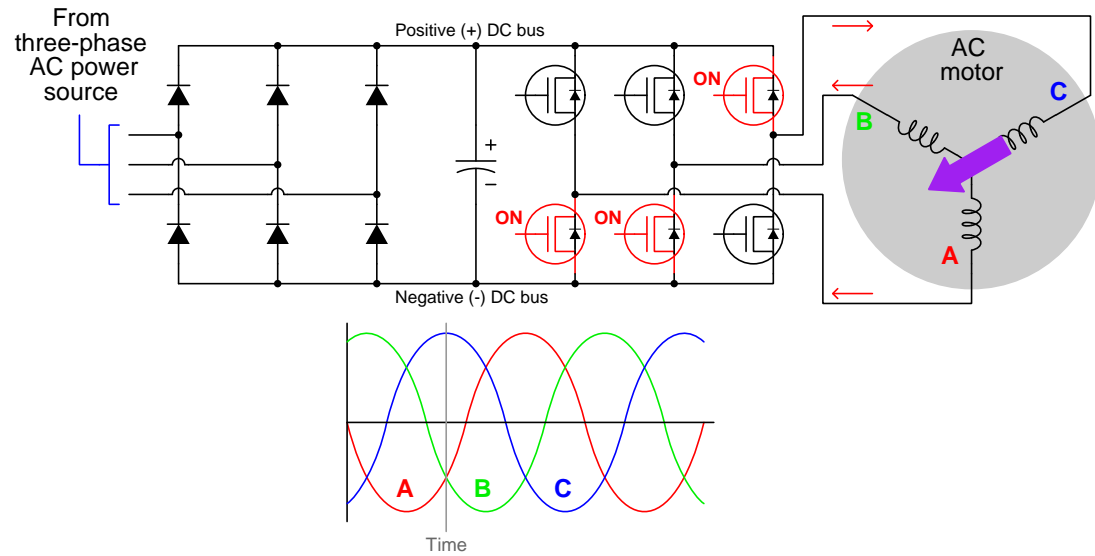 From
three-phase
AC power
source
Positive (+) DC bus
ON
AC
motor
C
B
+
−
ON
ON
A
Negative (-) DC bus
A
B
C
Time